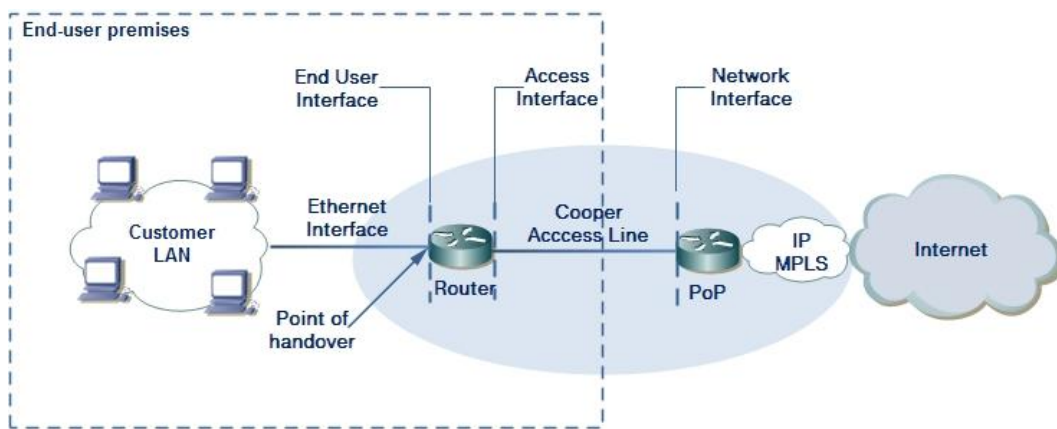 End-user premises
End User
Interface
Access
Interface
Network
Interface
Customer
LAN
Ethernet
Interface
Router
Point of
handover
Cooper
Acccess Line
PoP
IP
MPLS
Internet